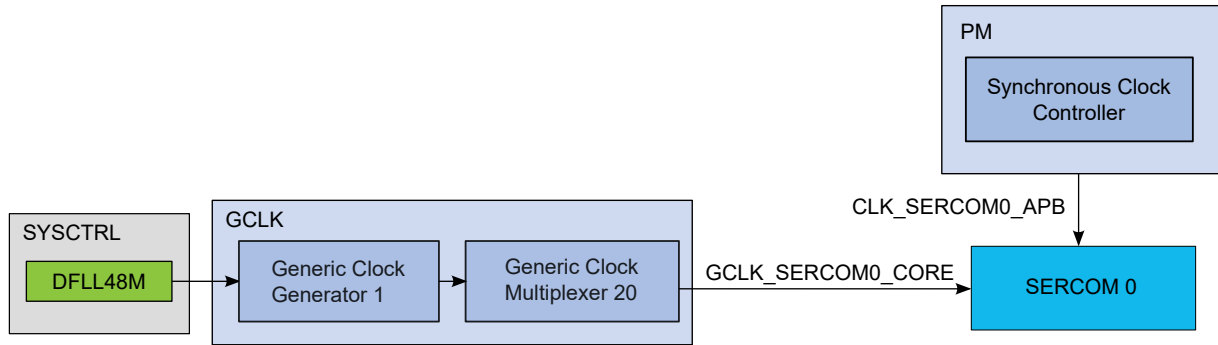 PM
Synchronous Clock
Controller
CLK_SERCOM0_APB
SYSCTRL
DFLL48M
GCLK
Generic Clock
Generator 1
Generic Clock
Multiplexer 20
GCLK_SERCOM0_CORE
SERCOM 0